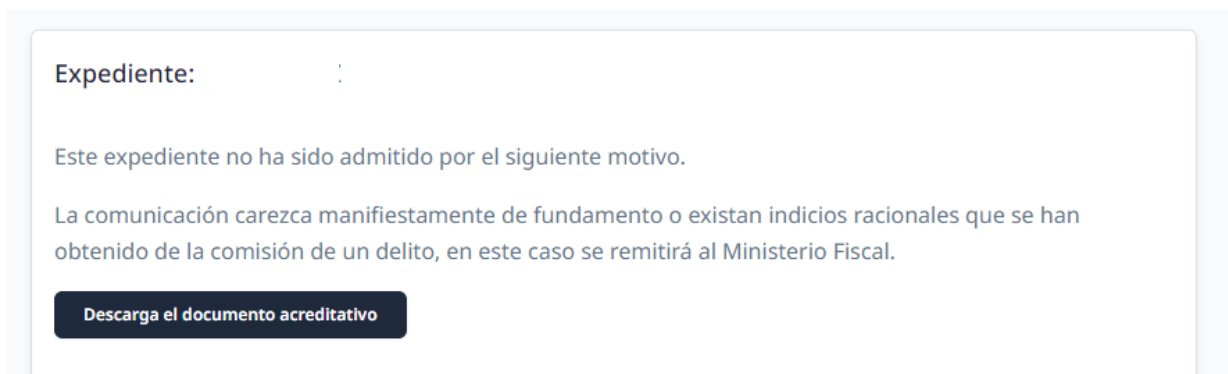 Expediente:
Este expediente no ha sido admitido por el siguiente motivo.
La comunicación carezca manifiestamente de fundamento o existan indicios racionales que se han
obtenido de la comisión de un delito, en este caso se remitirá al Ministerio Fiscal.
Descarga el documento acreditativo